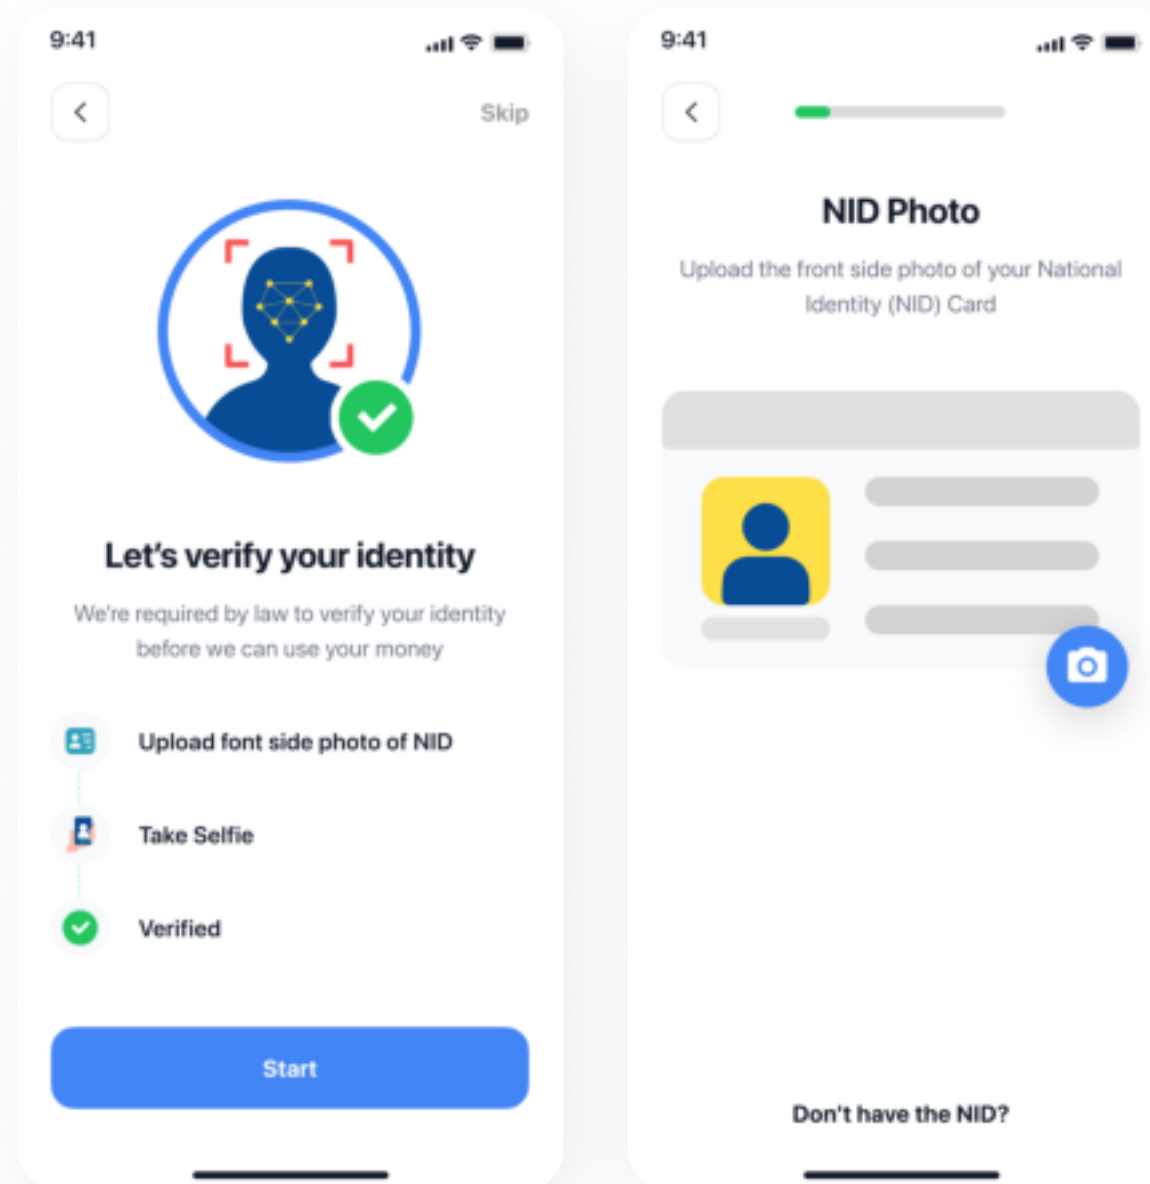 9:41
Skip
Let's verify your identity
We're required by law to verify your identity
before we can use your money
Upload font side photo of NID
Take Selfie
Verified
Start
9:41
NID Photo
Upload the front side photo of your National
Identity (NID) Card
Don't have the NID?